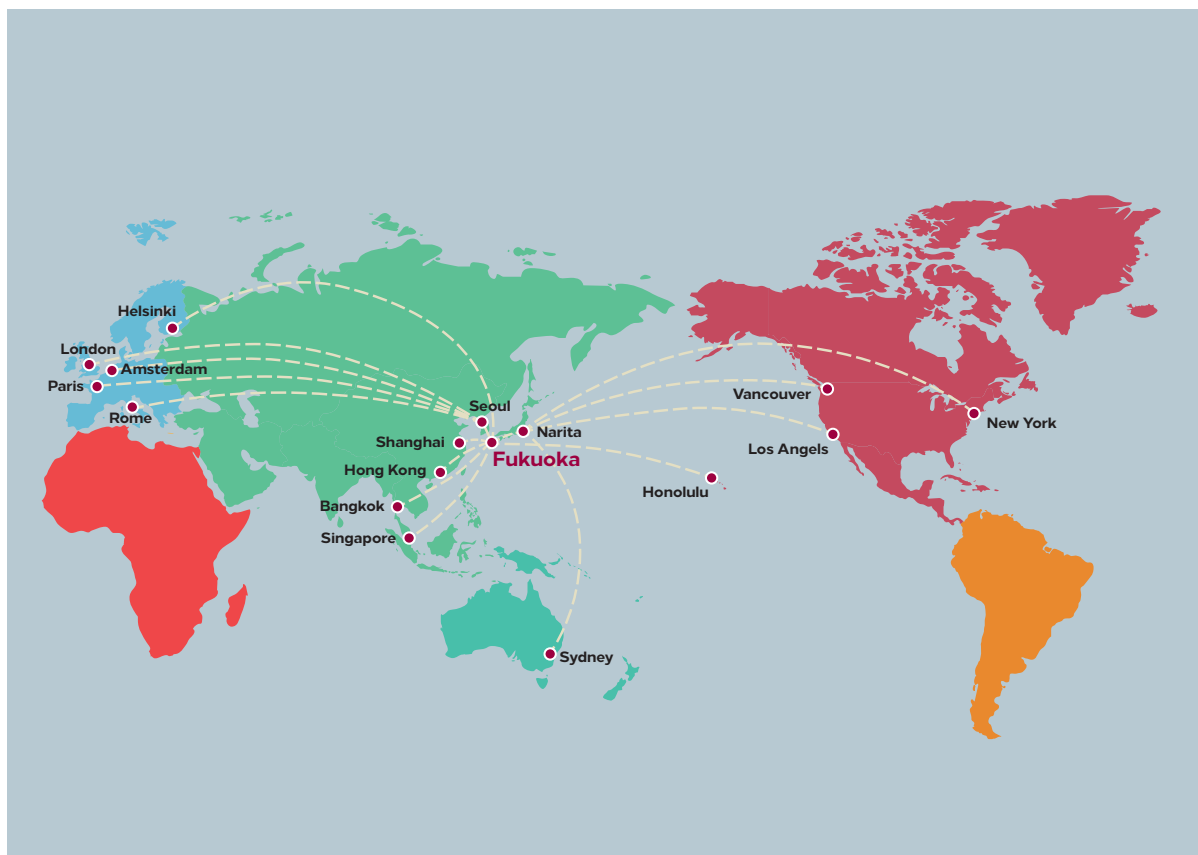 Helsinki
London
Amsterdam
Paris
Rome
Seoul
Narita
Shanghai
Fukuoka
Hong Kong
Bangkok
Singapore
Sydney
Vancouver
New York
Los Angels
Honolulu